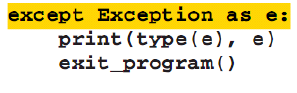 except Exception as e:
    print(type(e), e)
    exit_program()